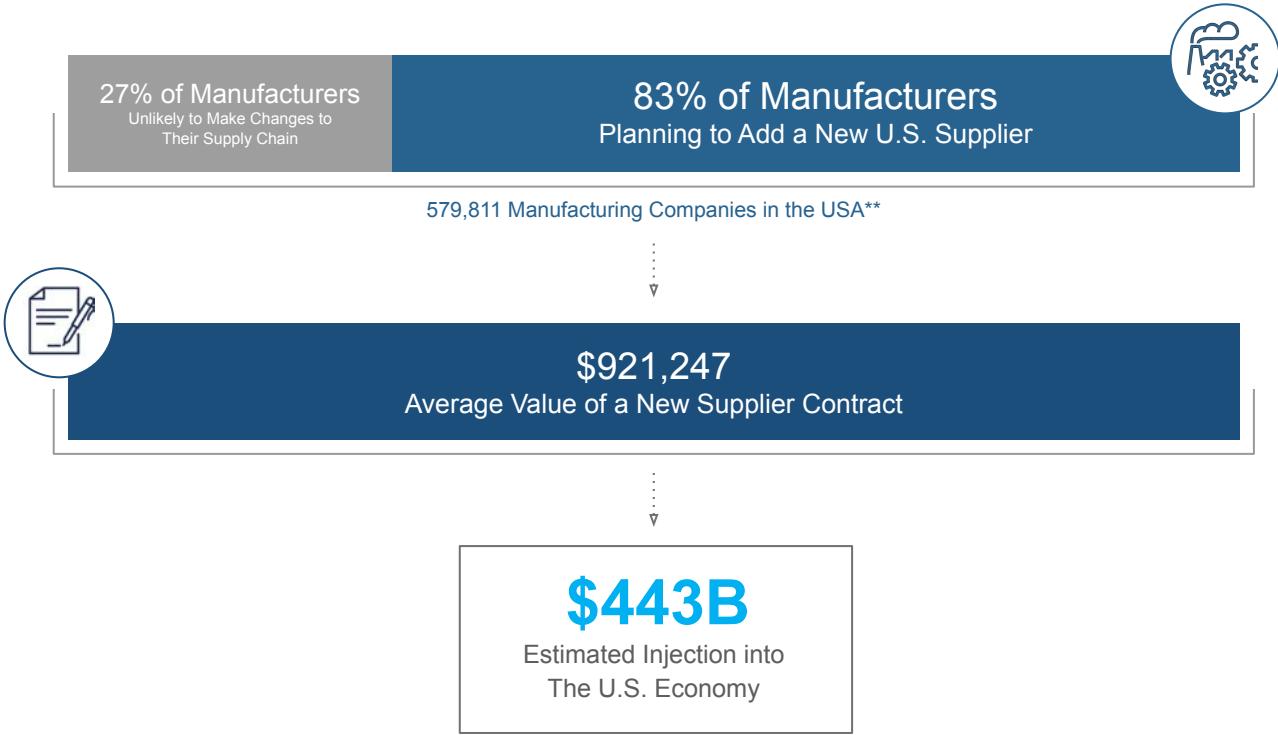 27% of Manufacturers
Unlikely to Make Changes to
Their Supply Chain
83% of Manufacturers
Planning to Add a New U.S. Supplier
579,811 Manufacturing Companies in the USA**
$921,247
Average Value of a New Supplier Contract
$443B
Estimated Injection into
The U.S. Economy